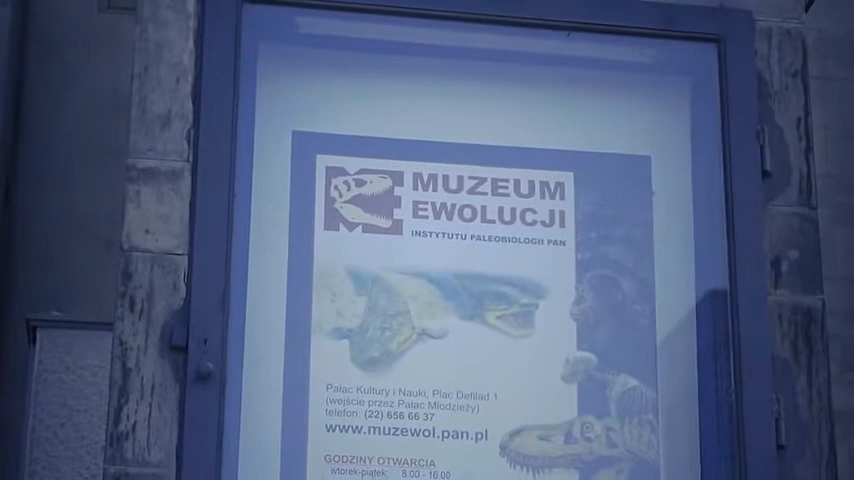 MUZEUM
EWOLUCJI
INSTYTUTU PALEOBIOLOGII PAN
Pałac Kultury i Nauki, Plac Defilad 1
(wejście przez Pałac Młodzieży)
telefon: (22) 656 66 37
www.muzewol.pan.pl
GODZINY OTWARCIA
wtorek-piątek: 8.00 - 16.00